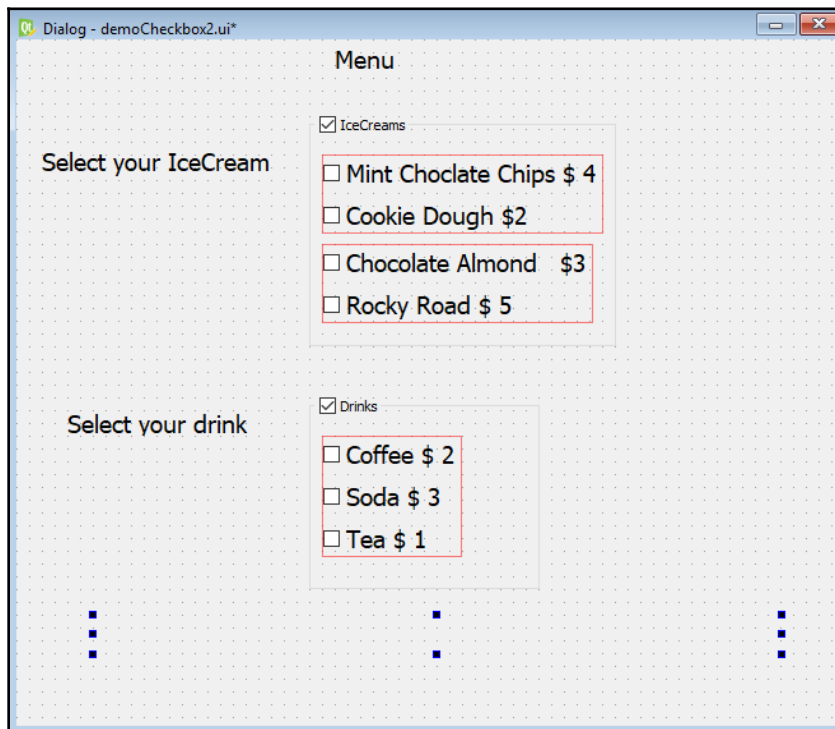 Dialog - demoCheckbox2.ui*
Menu
IceCreams
Select your IceCream
Mint Choclate Chips $ 4
Cookie Dough $2
Chocolate Almond   $3
Rocky Road $ 5
Drinks
Select your drink
Coffee $ 2
Soda $ 3
Tea $ 1